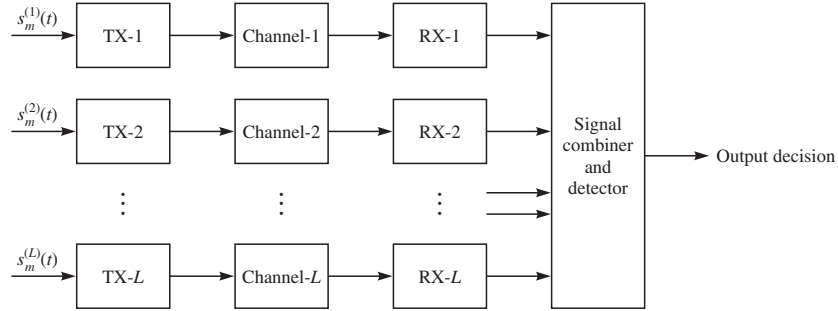 s_m^{(1)}(t)
TX-1
Channel-1
RX-1
s_m^{(2)}(t)
TX-2
Channel-2
RX-2
Signal
combiner
and
detector
Output decision
s_m^{(L)}(t)
TX-L
Channel-L
RX-L